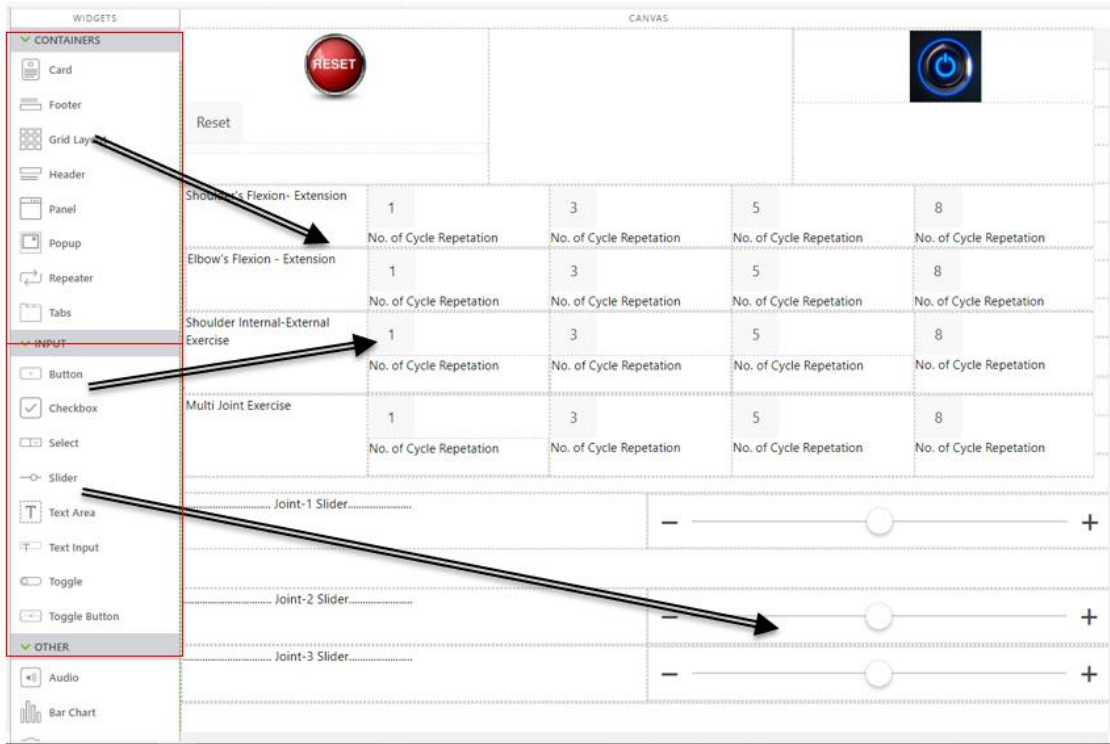 WIDGETS
CANVAS
CONTAINERS
Card
Footer
Grid Layout
Header
Panel
Popup
Repeater
Tabs
INPUT
Button
Checkbox
Select
Slider
Text Area
Text Input
Toggle
Toggle Button
OTHER
Audio
Bar Chart
RESET
Reset
Shoulder's Flexion- Extension
1 3 5 8
No. of Cycle Repetation No. of Cycle Repetation No. of Cycle Repetation No. of Cycle Repetation
Elbow's Flexion - Extension
1 3 5 8
No. of Cycle Repetation No. of Cycle Repetation No. of Cycle Repetation No. of Cycle Repetation
Shoulder Internal-External
Exercise
1 3 5 8
No. of Cycle Repetation No. of Cycle Repetation No. of Cycle Repetation No. of Cycle Repetation
Multi Joint Exercise
1 3 5 8
No. of Cycle Repetation No. of Cycle Repetation No. of Cycle Repetation No. of Cycle Repetation
........................... Joint-1 Slider....................
........................... Joint-2 Slider....................
........................... Joint-3 Slider....................